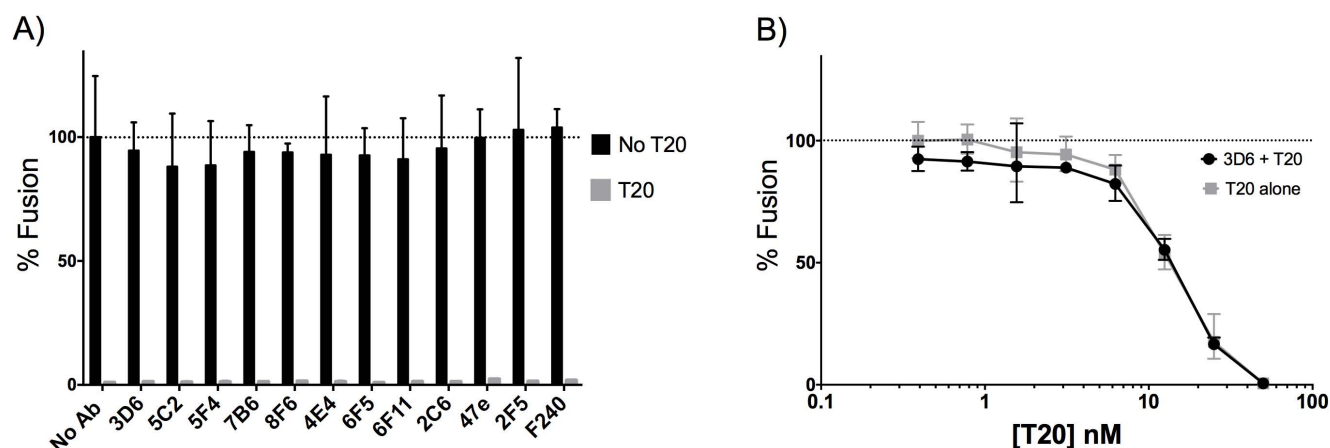 A)
% Fusion
100
50
0
No Ab
3D6
5C2
5F4
7B6
8F6
4E4
6F5
6F11
2C6
47e
2F5
F240
No T20
T20
B)
% Fusion
100
50
0
0.1
1
10
100
[T20] nM
3D6 + T20
T20 alone